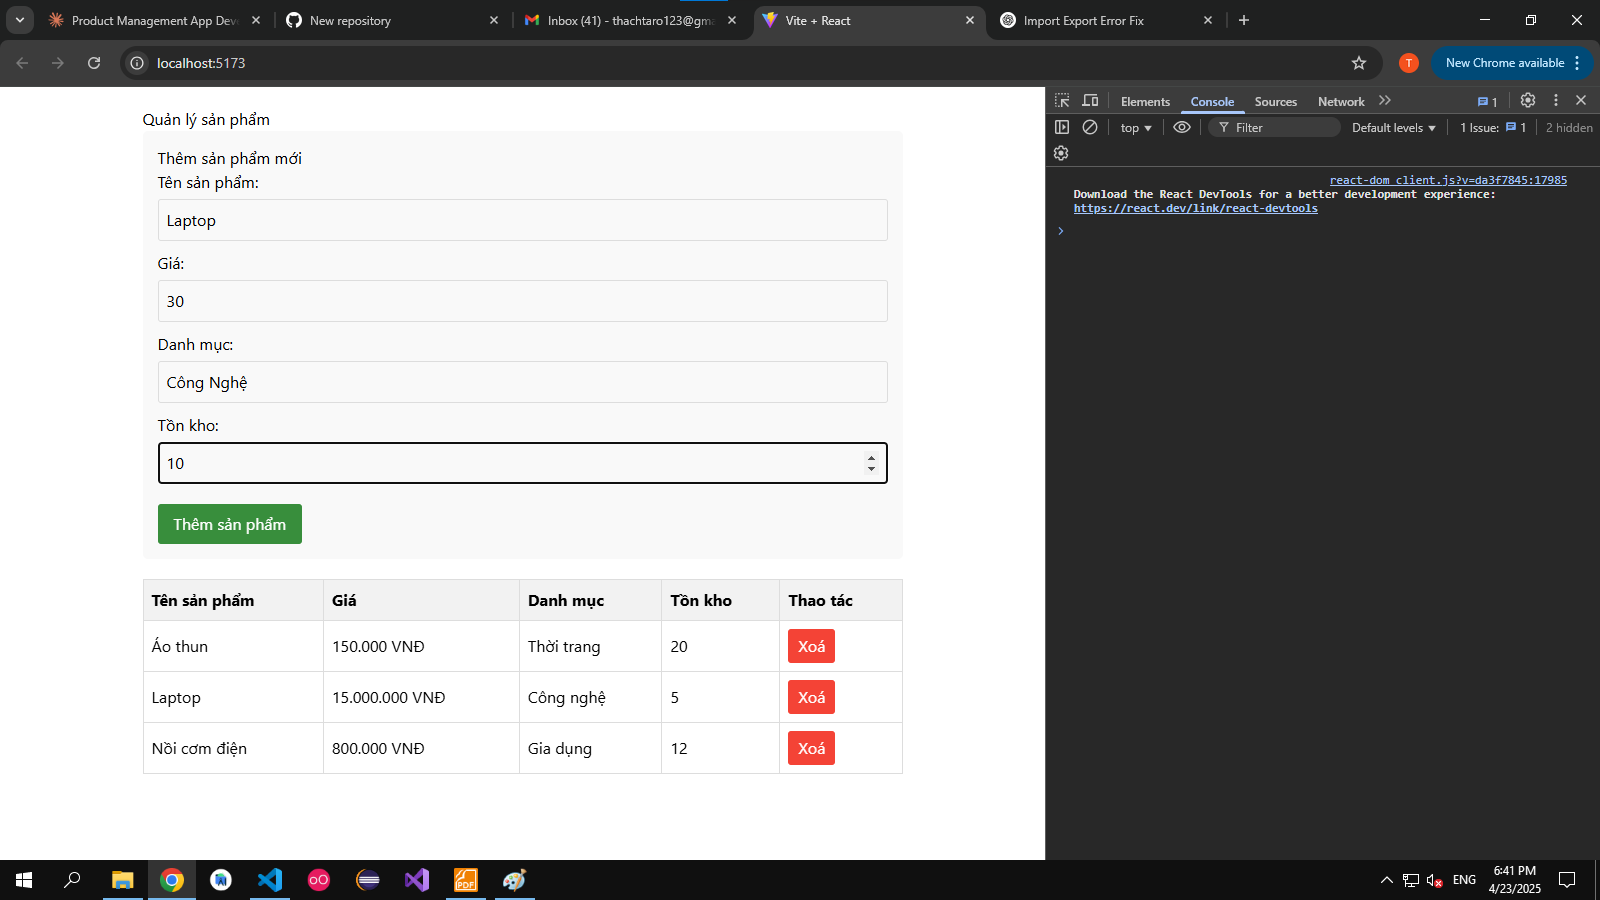 Product Management App Deve
New repository
Inbox (41) - thachtaro123@gma
Vite + React
Import Export Error Fix
localhost:5173
T
New Chrome available
Quản lý sản phẩm
Thêm sản phẩm mới
Tên sản phẩm:
Laptop
Giá:
30
Danh mục:
Công Nghệ
Tồn kho:
10
Thêm sản phẩm
Tên sản phẩm Giá Danh mục Tồn kho Thao tác
Áo thun 150.000 VNĐ Thời trang 20 Xoá
Laptop 15.000.000 VNĐ Công nghệ 5 Xoá
Nồi cơm điện 800.000 VNĐ Gia dụng 12 Xoá
Elements Console Sources Network 1
top Filter Default levels 1 Issue: 1 2 hidden
react-dom client.js?v=da3f7845:17985
Download the React DevTools for a better development experience:
https://react.dev/link/react-devtools
PDF
ENG
6:41 PM
4/23/2025